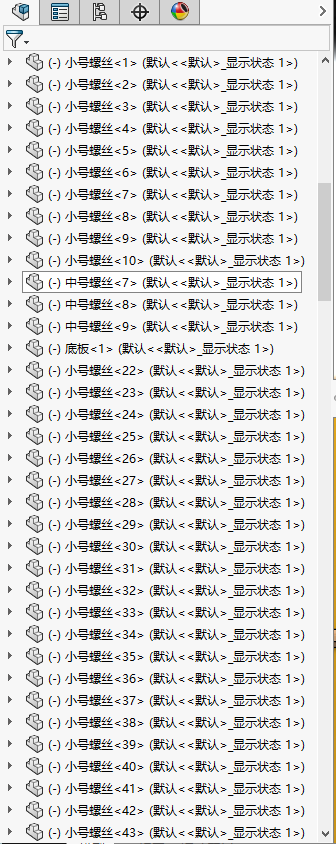 (-) 小号螺丝<1> (默认<<默认>_显示状态 1>)
(-) 小号螺丝<2> (默认<<默认>_显示状态 1>)
(-) 小号螺丝<3> (默认<<默认>_显示状态 1>)
(-) 小号螺丝<4> (默认<<默认>_显示状态 1>)
(-) 小号螺丝<5> (默认<<默认>_显示状态 1>)
(-) 小号螺丝<6> (默认<<默认>_显示状态 1>)
(-) 小号螺丝<7> (默认<<默认>_显示状态 1>)
(-) 小号螺丝<8> (默认<<默认>_显示状态 1>)
(-) 小号螺丝<9> (默认<<默认>_显示状态 1>)
(-) 小号螺丝<10> (默认<<默认>_显示状态 1>)
(-) 中号螺丝<7> (默认<<默认>_显示状态 1>)
(-) 中号螺丝<8> (默认<<默认>_显示状态 1>)
(-) 中号螺丝<9> (默认<<默认>_显示状态 1>)
(-) 底板<1> (默认<<默认>_显示状态 1>)
(-) 小号螺丝<22> (默认<<默认>_显示状态 1>)
(-) 小号螺丝<23> (默认<<默认>_显示状态 1>)
(-) 小号螺丝<24> (默认<<默认>_显示状态 1>)
(-) 小号螺丝<25> (默认<<默认>_显示状态 1>)
(-) 小号螺丝<26> (默认<<默认>_显示状态 1>)
(-) 小号螺丝<27> (默认<<默认>_显示状态 1>)
(-) 小号螺丝<28> (默认<<默认>_显示状态 1>)
(-) 小号螺丝<29> (默认<<默认>_显示状态 1>)
(-) 小号螺丝<30> (默认<<默认>_显示状态 1>)
(-) 小号螺丝<31> (默认<<默认>_显示状态 1>)
(-) 小号螺丝<32> (默认<<默认>_显示状态 1>)
(-) 小号螺丝<33> (默认<<默认>_显示状态 1>)
(-) 小号螺丝<34> (默认<<默认>_显示状态 1>)
(-) 小号螺丝<35> (默认<<默认>_显示状态 1>)
(-) 小号螺丝<36> (默认<<默认>_显示状态 1>)
(-) 小号螺丝<37> (默认<<默认>_显示状态 1>)
(-) 小号螺丝<38> (默认<<默认>_显示状态 1>)
(-) 小号螺丝<39> (默认<<默认>_显示状态 1>)
(-) 小号螺丝<40> (默认<<默认>_显示状态 1>)
(-) 小号螺丝<41> (默认<<默认>_显示状态 1>)
(-) 小号螺丝<42> (默认<<默认>_显示状态 1>)
(-) 小号螺丝<43> (默认<<默认>_显示状态 1>)